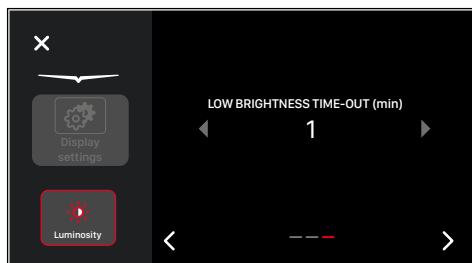 Display
settings
Luminosity
LOW BRIGHTNESS TIME-OUT (min)
1